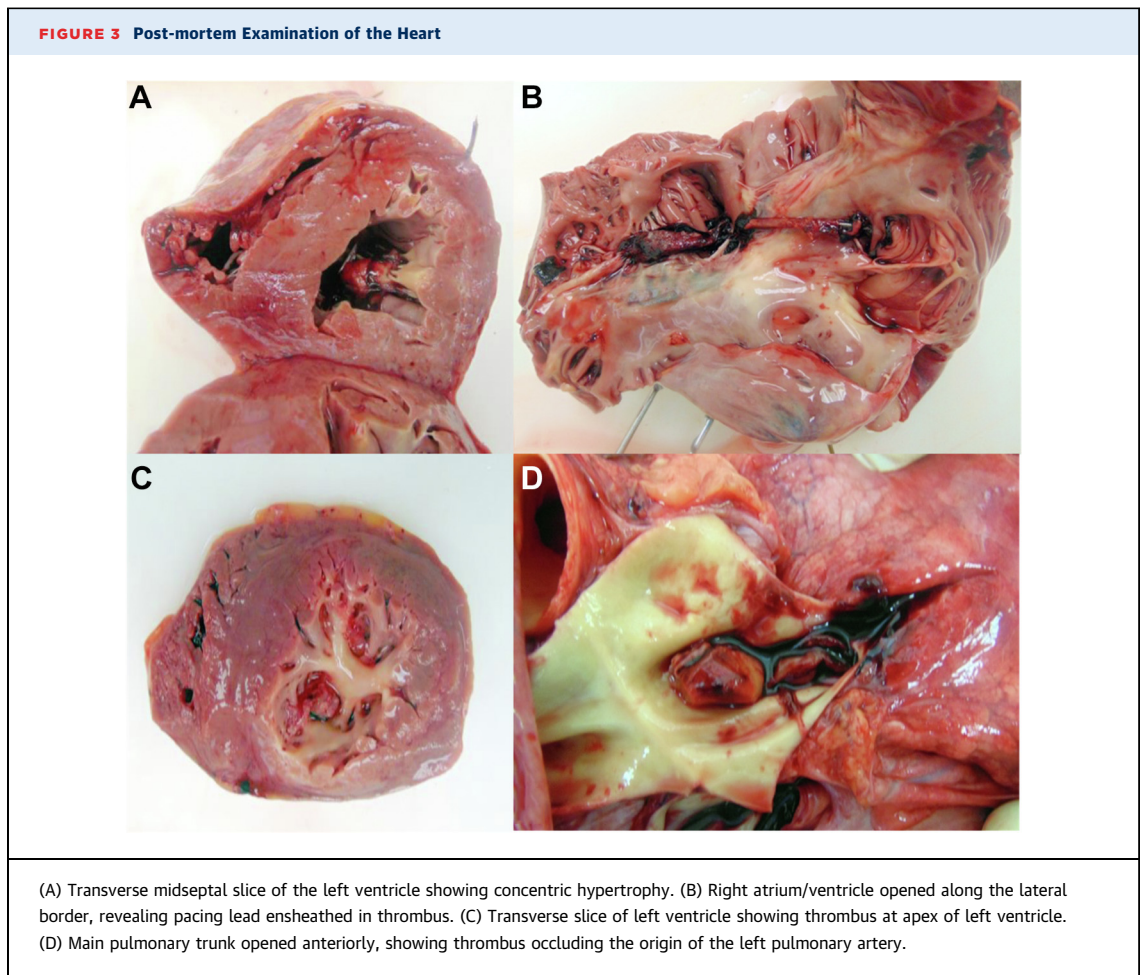 FIGURE 3 Post-mortem Examination of the Heart
A
B
C
D
(A) Transverse midseptal slice of the left ventricle showing concentric hypertrophy. (B) Right atrium/ventricle opened along the lateral
border, revealing pacing lead ensheathed in thrombus. (C) Transverse slice of left ventricle showing thrombus at apex of left ventricle.
(D) Main pulmonary trunk opened anteriorly, showing thrombus occluding the origin of the left pulmonary artery.